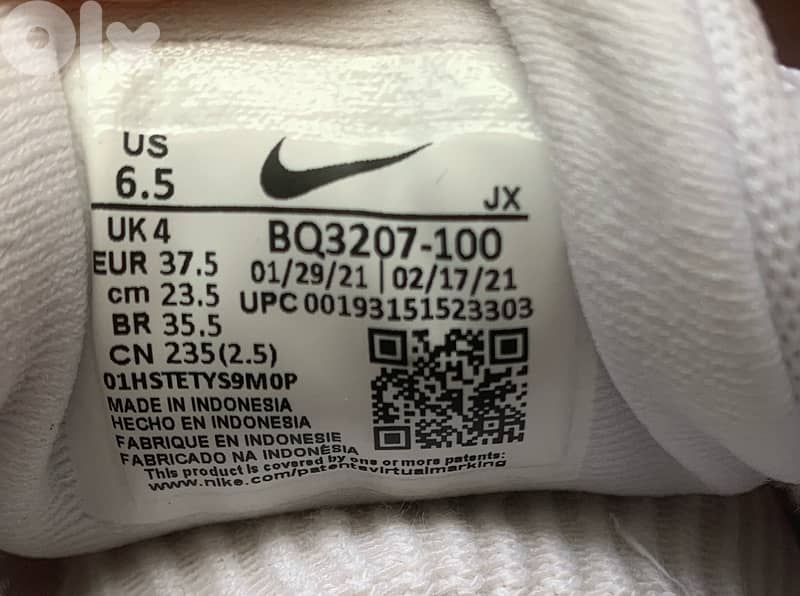 olx
US
6.5
JX
UK 4
EUR 37.5
cm 23.5
BR 35.5
CN 235(2.5)
BQ3207-100
01/29/21 | 02/17/21
UPC 00193151523303
01HSTETYS9M0P
MADE IN INDONESIA
HECHO EN INDONESIA
FABRIQUE EN INDONESIE
FABRICADO NA INDONÉSIA
This product is covered by one or more patents:
www.nike.com/patentsvirtualmarking